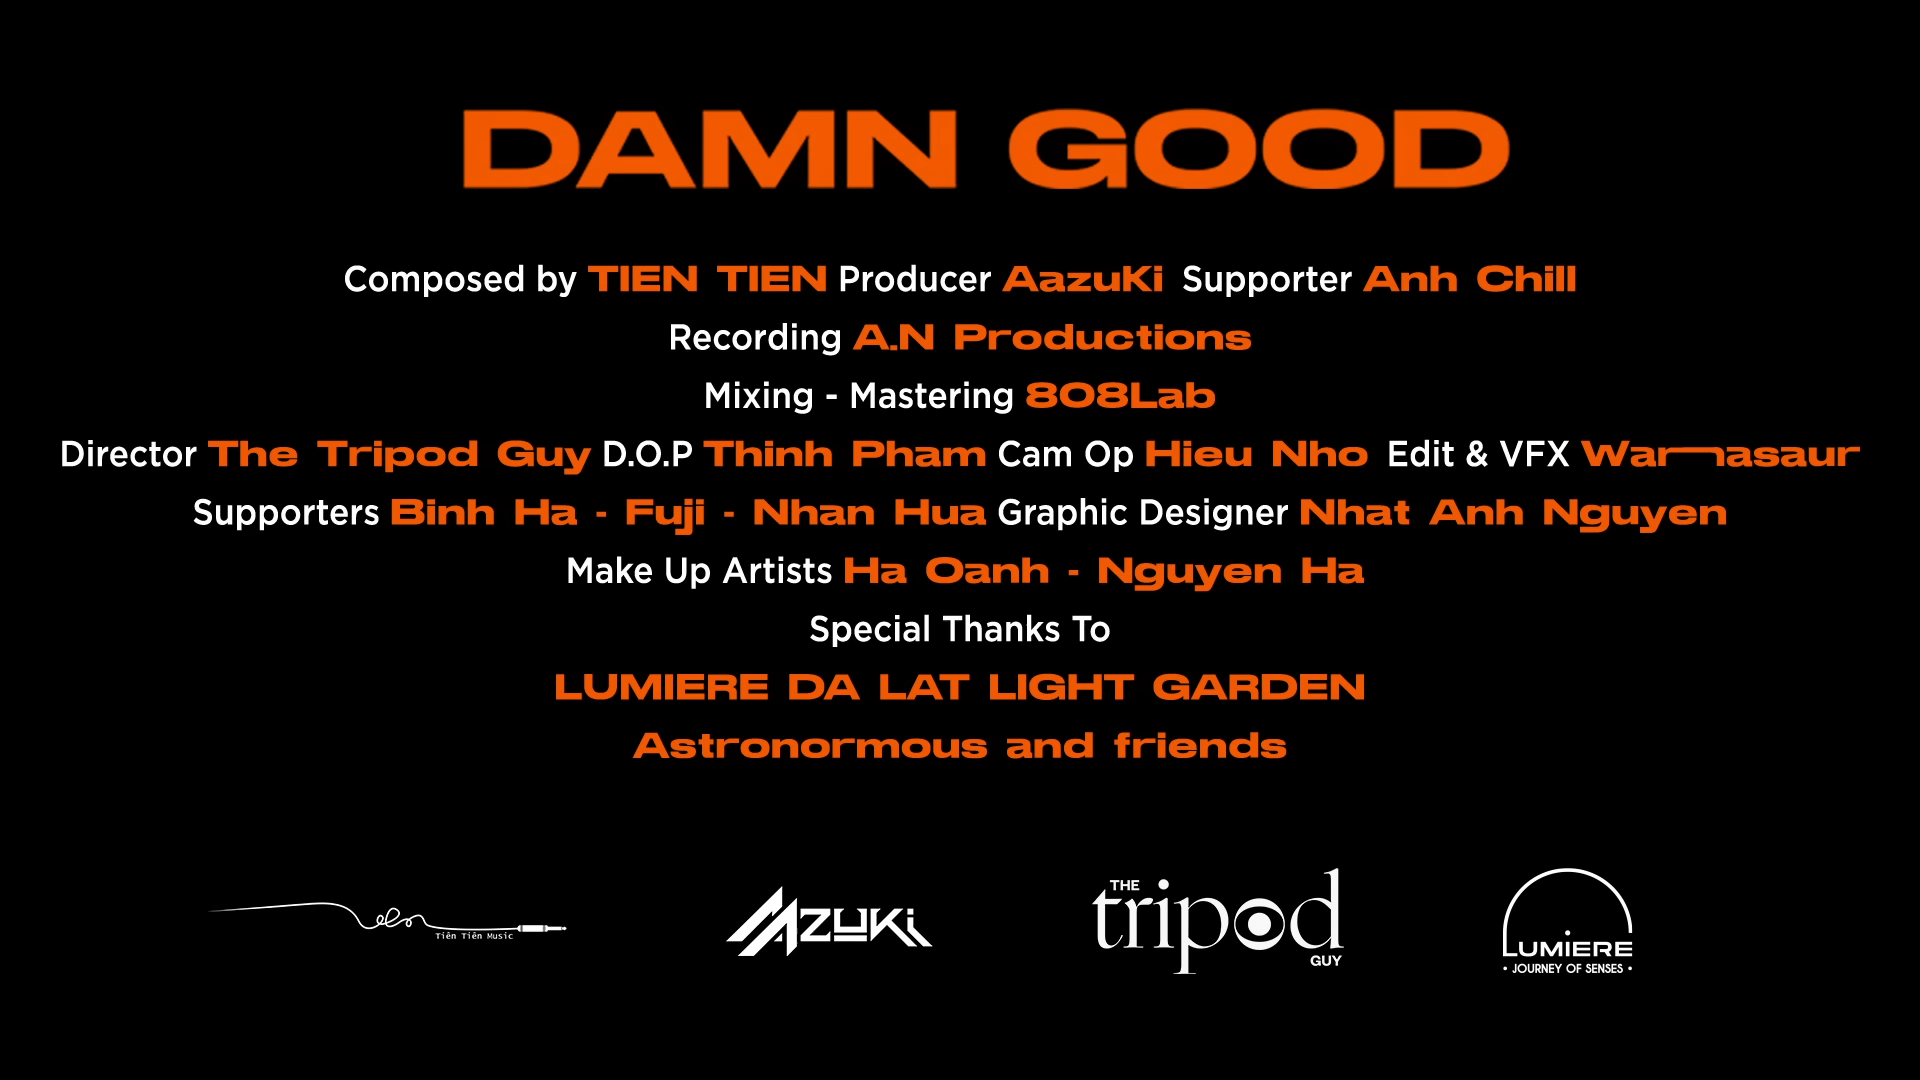 DAMN GOOD
Composed by TIEN TIEN Producer AazuKi Supporter Anh Chill
Recording A.N Productions
Mixing - Mastering 808Lab
Director The Tripod Guy D.O.P Thinh Pham Cam Op Hieu Nho Edit & VFX Warnasaur
Supporters Binh Ha - Fuji - Nhan Hua Graphic Designer Nhat Anh Nguyen
Make Up Artists Ha Oanh - Nguyen Ha
Special Thanks To
LUMIERE DA LAT LIGHT GARDEN
Astronormous and friends
Tiên Tiên Music
AAZUKi
THE
tripod
GUY
LUMiERE
• JOURNEY OF SENSES •